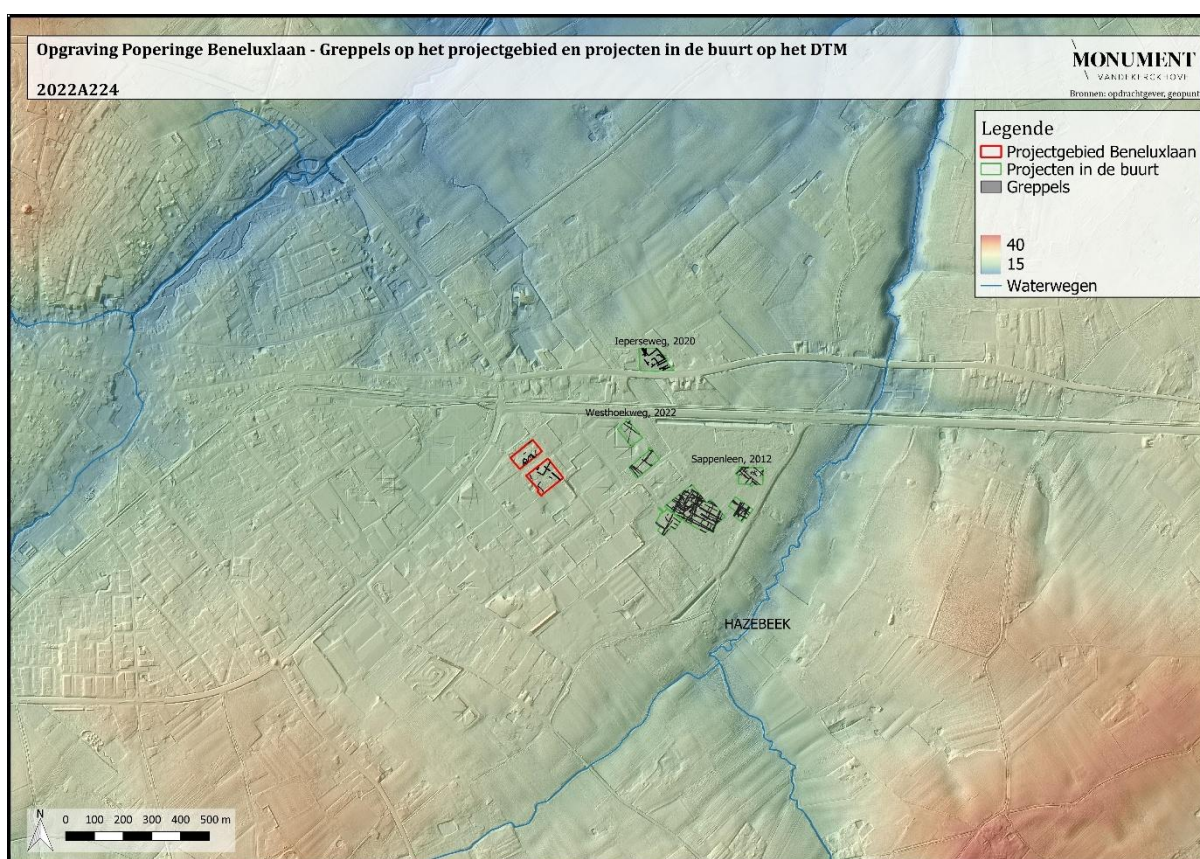 Opgraving Poperinge Beneluxlaan - Greppels op het projectgebied en projecten in de buurt op het DTM
2022A224
MONUMENT
VANDEKERCKHOVE
Bronnen: opdrachtgever, geopunt
Legende
Projectgebied Beneluxlaan
Projecten in de buurt
Greppels
40
15
Waterwegen
Ieperseweg, 2020
Westhoekweg, 2022
Sappenleen, 2012
HAZEBEEK
N
0 100 200 300 400 500 m